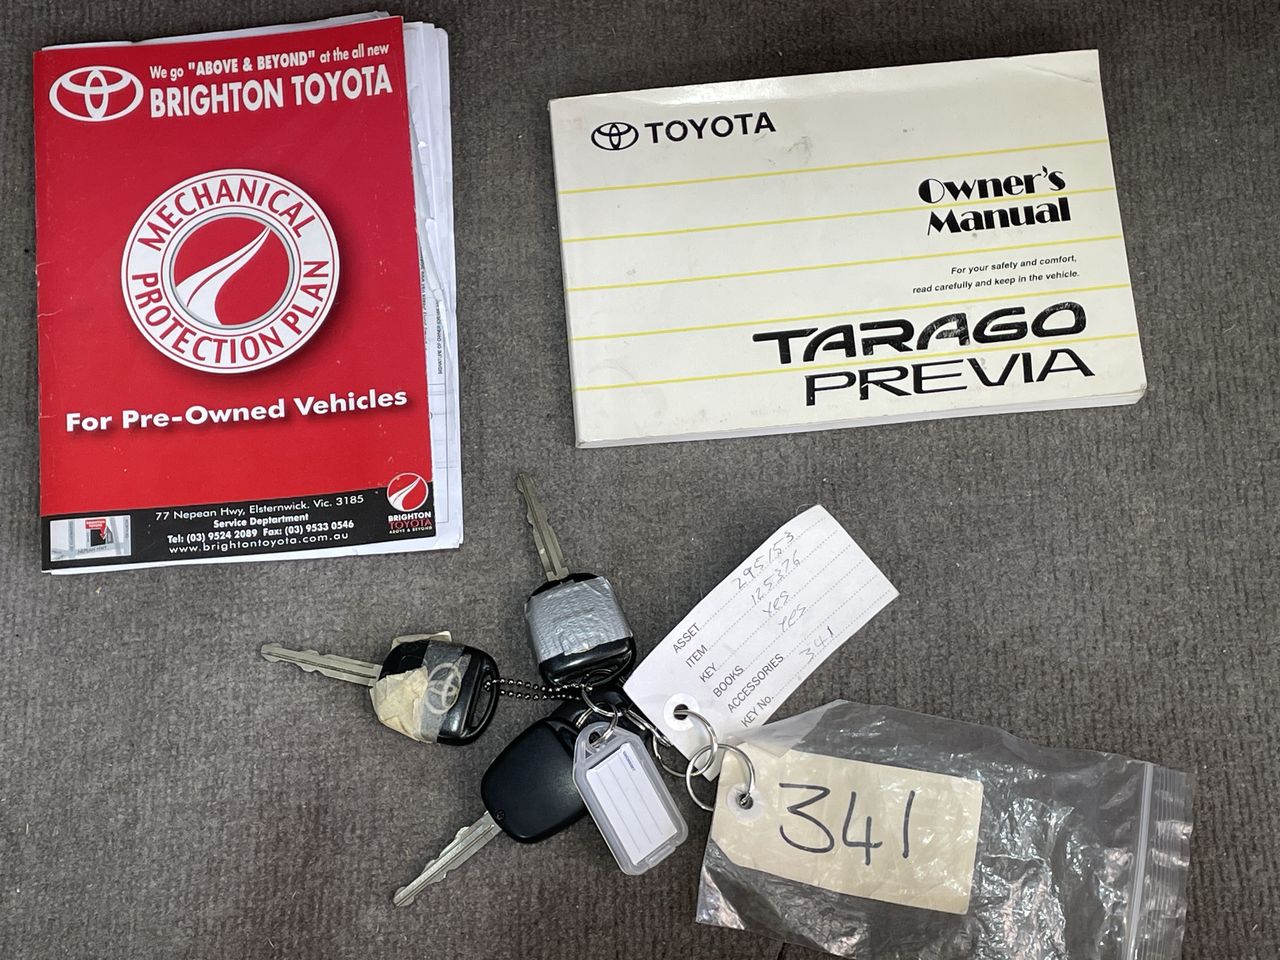 We go "ABOVE & BEYOND" at the all new
BRIGHTON TOYOTA
MECHANICAL
PROTECTION PLAN
For Pre-Owned Vehicles
77 Nepean Hwy, Elsternwick. Vic. 3185
Service Deptartment
Tel: (03) 9524 2089 Fax: (03) 9533 0546
www.brightontoyota.com.au
BRIGHTON
TOYOTA
ABOVE & BEYOND
TOYOTA
Owner's
Manual
For your safety and comfort,
read carefully and keep in the vehicle.
TARAGO
PREVIA
ASSET 295153
ITEM 125376
KEY Yes
BOOKS Yes
ACCESSORIES
KEY No. 341
341